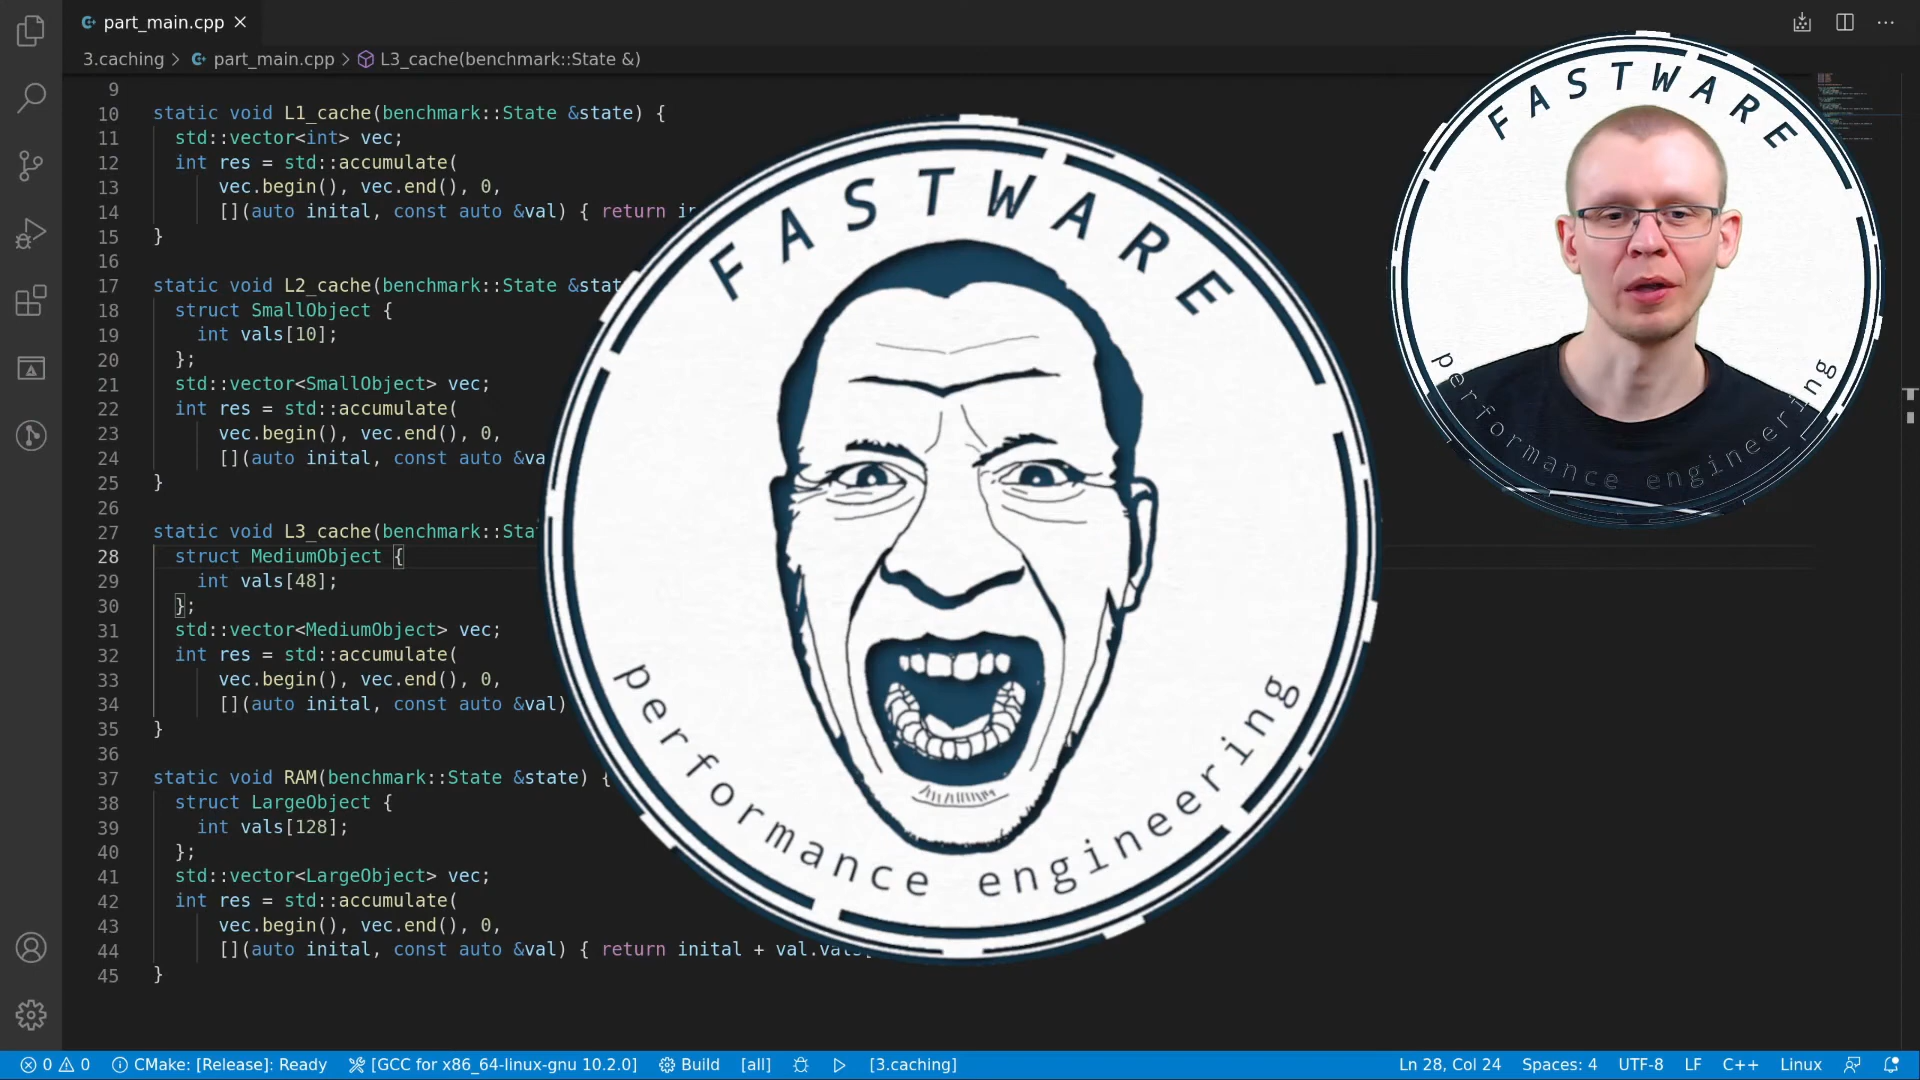 part_main.cpp
3.caching > part_main.cpp > L3_cache(benchmark::State &)
9
10 static void L1_cache(benchmark::State &state) {
11 std::vector<int> vec;
12 int res = std::accumulate(
13 vec.begin(), vec.end(), 0,
14 [](auto inital, const auto &val) { return
15 }
16
17 static void L2_cache(benchmark::State &stat
18 struct SmallObject {
19 int vals[10];
20 };
21 std::vector<SmallObject> vec;
22 int res = std::accumulate(
23 vec.begin(), vec.end(), 0,
24 [](auto inital, const auto &va
25 }
26
27 static void L3_cache(benchmark::Sta
28 struct MediumObject {
29 int vals[48];
30 };
31 std::vector<MediumObject> vec;
32 int res = std::accumulate(
33 vec.begin(), vec.end(), 0,
34 [](auto inital, const auto &val)
35 }
36
37 static void RAM(benchmark::State &state) {
38 struct LargeObject {
39 int vals[128];
40 };
41 std::vector<LargeObject> vec;
42 int res = std::accumulate(
43 vec.begin(), vec.end(), 0,
44 [](auto inital, const auto &val) { return inital + val.vals[
45 }
FASTWARE
performance engineering
FASTWARE
performance engineering
0 0 CMake: [Release]: Ready [GCC for x86_64-linux-gnu 10.2.0] Build [all] [3.caching] Ln 28, Col 24 Spaces: 4 UTF-8 LF C++ Linux